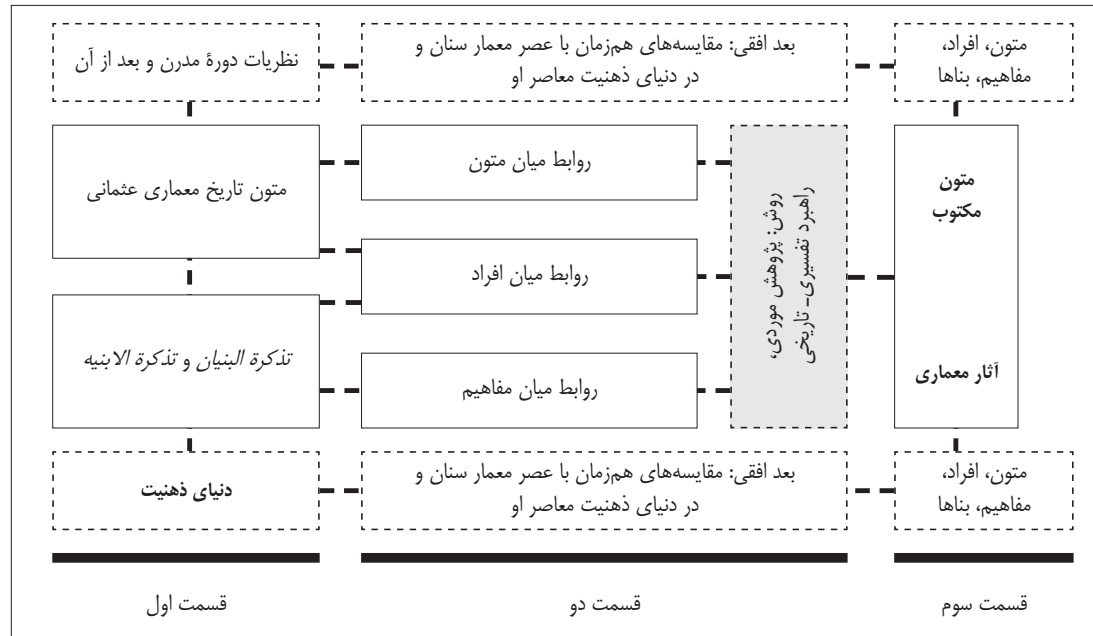 متون، افراد،
مفاهیم، بناها
بعد افقی: مقایسه‌های هم‌زمان با عصر معمار سنان و
در دنیای ذهنیت معاصر او
نظریات دورهٔ مدرن و بعد از آن
متون
مکتوب
آثار معماری
روش: پژوهش موردی،
راهبرد تفسیری- تاریخی
روابط میان متون
روابط میان افراد
روابط میان مفاهیم
متون تاریخ معماری عثمانی
تذکرة البنیان و تذکرة الابنیه
متون، افراد،
مفاهیم، بناها
بعد افقی: مقایسه‌های هم‌زمان با عصر معمار سنان و
در دنیای ذهنیت معاصر او
دنیای ذهنیت
قسمت سوم
قسمت دو
قسمت اول